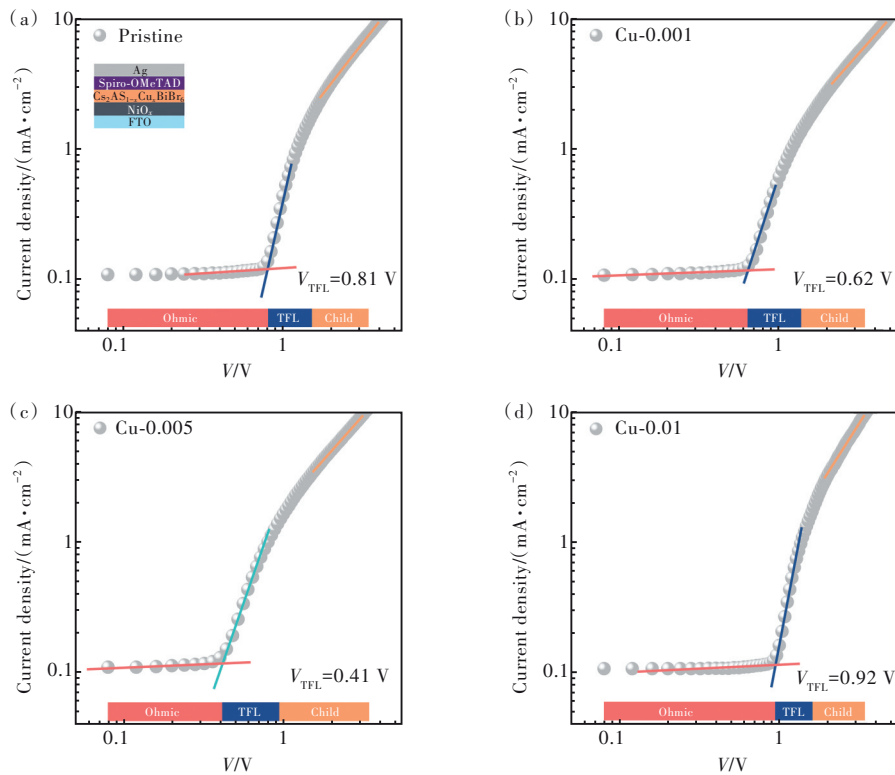 (a)
10
1
0.1
Current density/(mA·cm⁻²)
Pristine
Ag
Spiro-OMeTAD
Cs₂AS₁₋ₓCuₓBiBr₆
NiOₓ
FTO
V_TFL=0.81 V
Ohmic TFL Child
0.1 1
V/V
(b)
10
1
0.1
Current density/(mA·cm⁻²)
Cu-0.001
V_TFL=0.62 V
Ohmic TFL Child
0.1 1
V/V
(c)
10
1
0.1
Current density/(mA·cm⁻²)
Cu-0.005
V_TFL=0.41 V
Ohmic TFL Child
0.1 1
V/V
(d)
10
1
0.1
Current density/(mA·cm⁻²)
Cu-0.01
V_TFL=0.92 V
Ohmic TFL Child
0.1 1
V/V